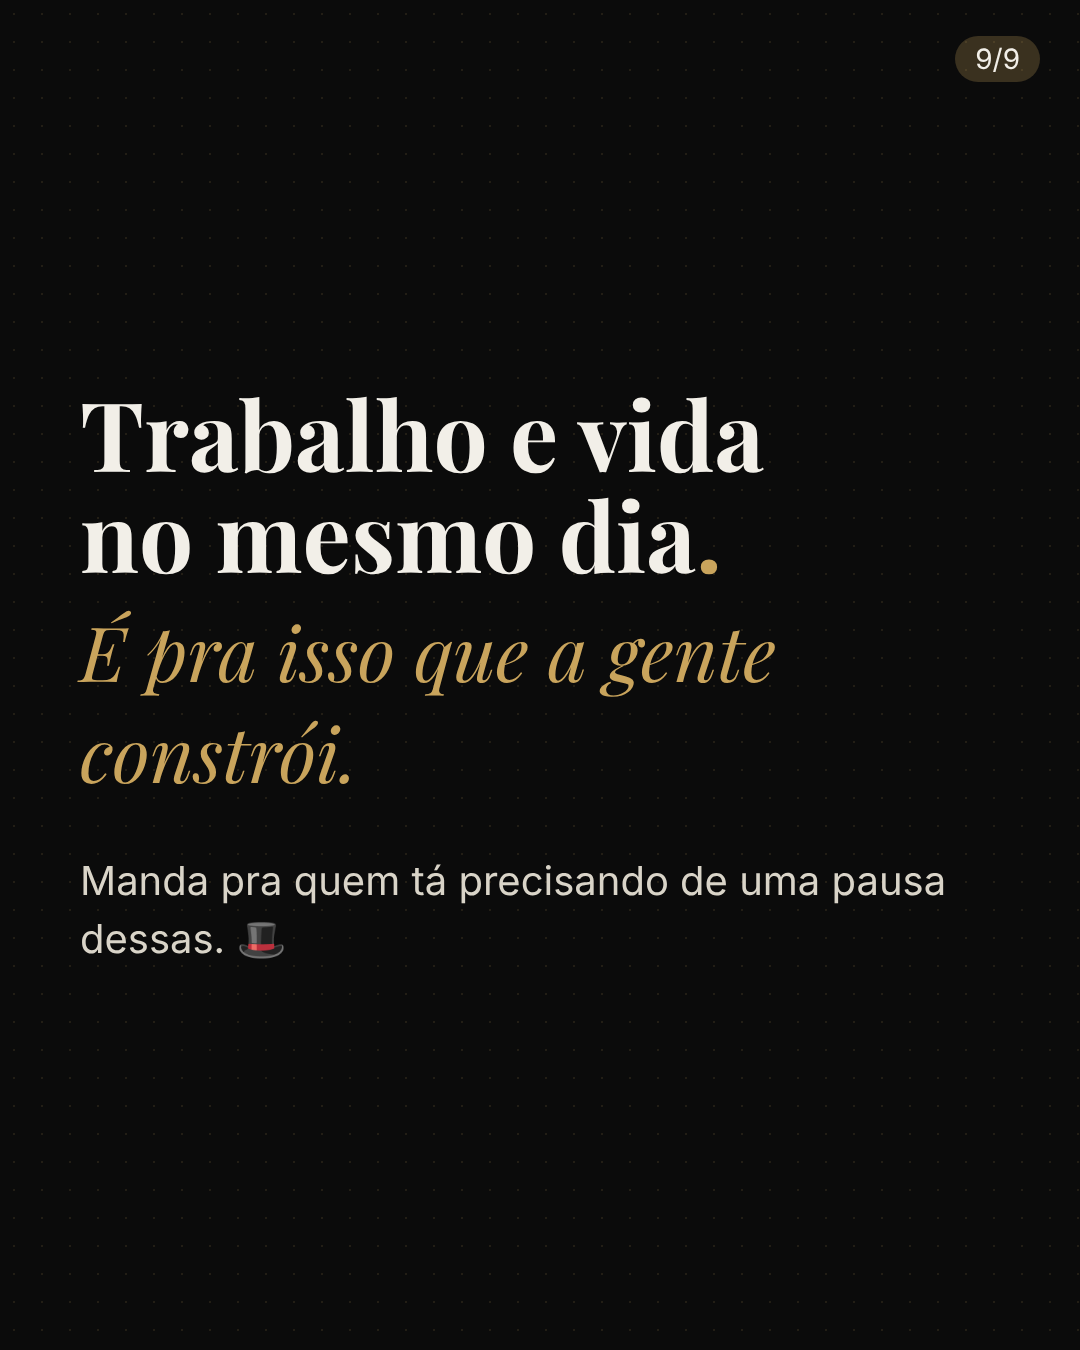 9/9
Trabalho e vida
no mesmo dia.
É pra isso que a gente
constrói.
Manda pra quem tá precisando de uma pausa
dessas. 🎩